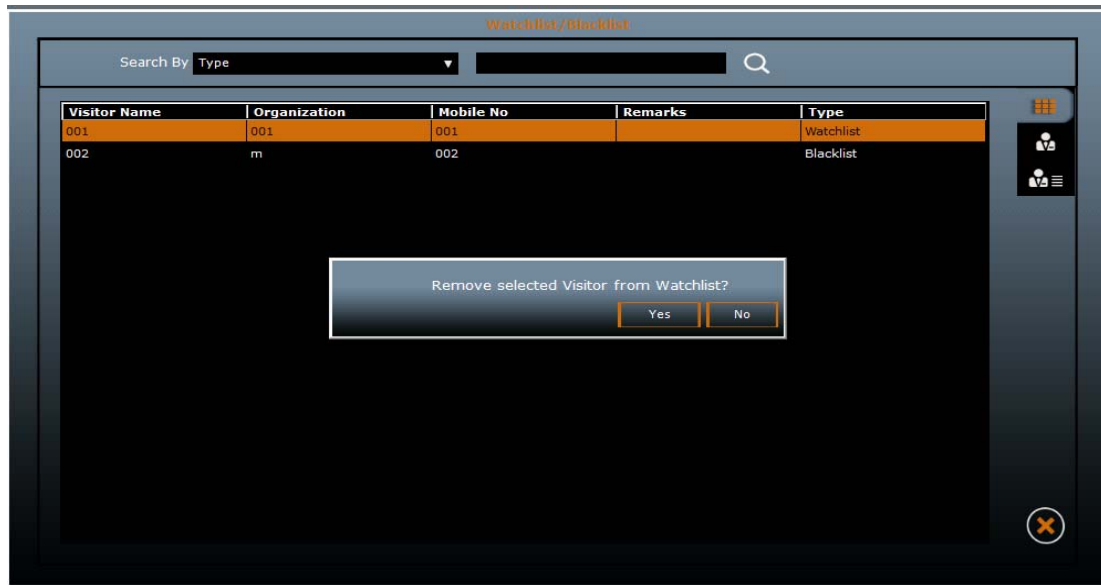 Watchlist/Blacklist
Search By Type
Visitor Name Organization Mobile No Remarks Type
001 001 001 Watchlist
002 m 002 Blacklist
Remove selected Visitor from Watchlist?
Yes No